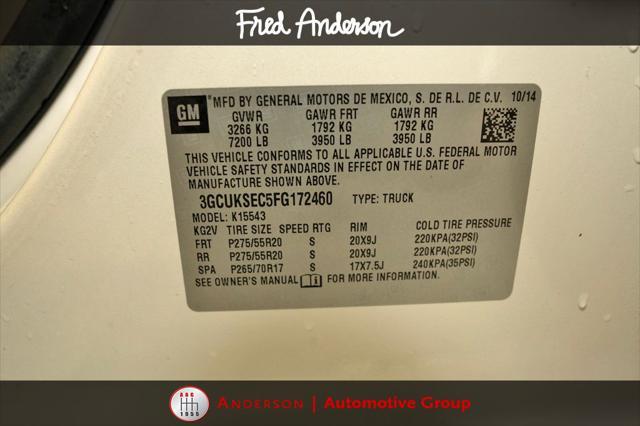 Fred Anderson
GM ® MFD BY GENERAL MOTORS DE MEXICO, S. DE R.L. DE C.V. 10/14
GVWR GAWR FRT GAWR RR
3266 KG 1792 KG 1792 KG
7200 LB 3950 LB 3950 LB
THIS VEHICLE CONFORMS TO ALL APPLICABLE U.S. FEDERAL MOTOR
VEHICLE SAFETY STANDARDS IN EFFECT ON THE DATE OF
MANUFACTURE SHOWN ABOVE.
3GCUKSEC5FG172460 TYPE: TRUCK
MODEL: K15543
KG2V TIRE SIZE SPEED RTG RIM COLD TIRE PRESSURE
FRT P275/55R20 S 20X9J 220KPA(32PSI)
RR P275/55R20 S 20X9J 220KPA(32PSI)
SPA P265/70R17 S 17X7.5J 240KPA(35PSI)
SEE OWNER'S MANUAL FOR MORE INFORMATION.
AAG 1955 ANDERSON | Automotive Group